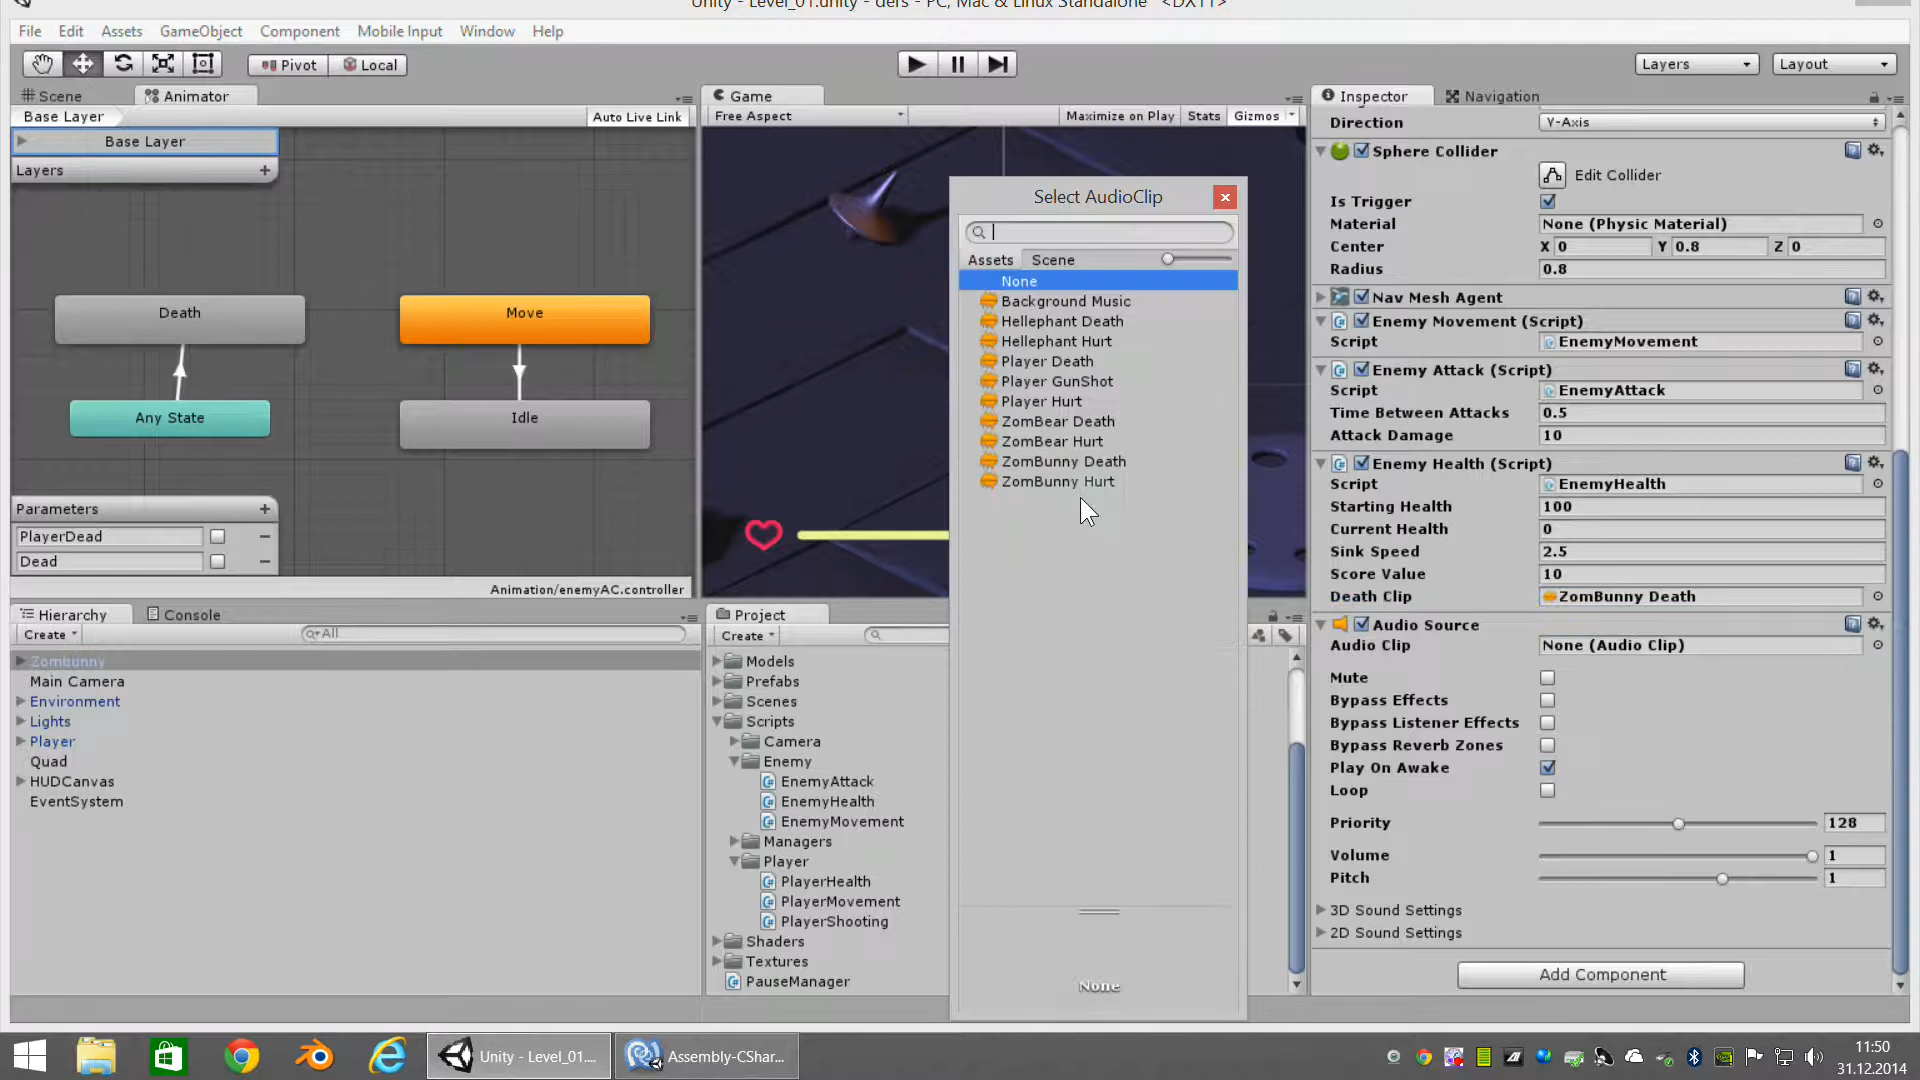 Unity - Level_01.unity - ders - PC, Mac & Linux Standalone* <DX11>
File Edit Assets GameObject Component Mobile Input Window Help
Pivot Local Layers Layout
Scene Animator Game Inspector Navigation
Base Layer Auto Live Link Free Aspect Maximize on Play Stats Gizmos
Base Layer
Layers +
Death
Move
Any State
Idle
Parameters +
PlayerDead
Dead
Animation/enemyAC.controller
Select AudioClip
Assets Scene
None
Background Music
Hellephant Death
Hellephant Hurt
Player Death
Player GunShot
Player Hurt
ZomBear Death
ZomBear Hurt
ZomBunny Death
ZomBunny Hurt
None
Direction Y-Axis
Sphere Collider
Edit Collider
Is Trigger
Material None (Physic Material)
Center X 0 Y 0.8 Z 0
Radius 0.8
Nav Mesh Agent
Enemy Movement (Script)
Script EnemyMovement
Enemy Attack (Script)
Script EnemyAttack
Time Between Attacks 0.5
Attack Damage 10
Enemy Health (Script)
Script EnemyHealth
Starting Health 100
Current Health 0
Sink Speed 2.5
Score Value 10
Death Clip ZomBunny Death
Audio Source
Audio Clip None (Audio Clip)
Mute
Bypass Effects
Bypass Listener Effects
Bypass Reverb Zones
Play On Awake
Loop
Priority 128
Volume 1
Pitch 1
3D Sound Settings
2D Sound Settings
Add Component
Hierarchy Console
Create All
Zombunny
Main Camera
Environment
Lights
Player
Quad
HUDCanvas
EventSystem
Project
Create
Models
Prefabs
Scenes
Scripts
Camera
Enemy
EnemyAttack
EnemyHealth
EnemyMovement
Managers
Player
PlayerHealth
PlayerMovement
PlayerShooting
Shaders
Textures
PauseManager
Unity - Level_01....
Assembly-CShar...
11:50
31.12.2014